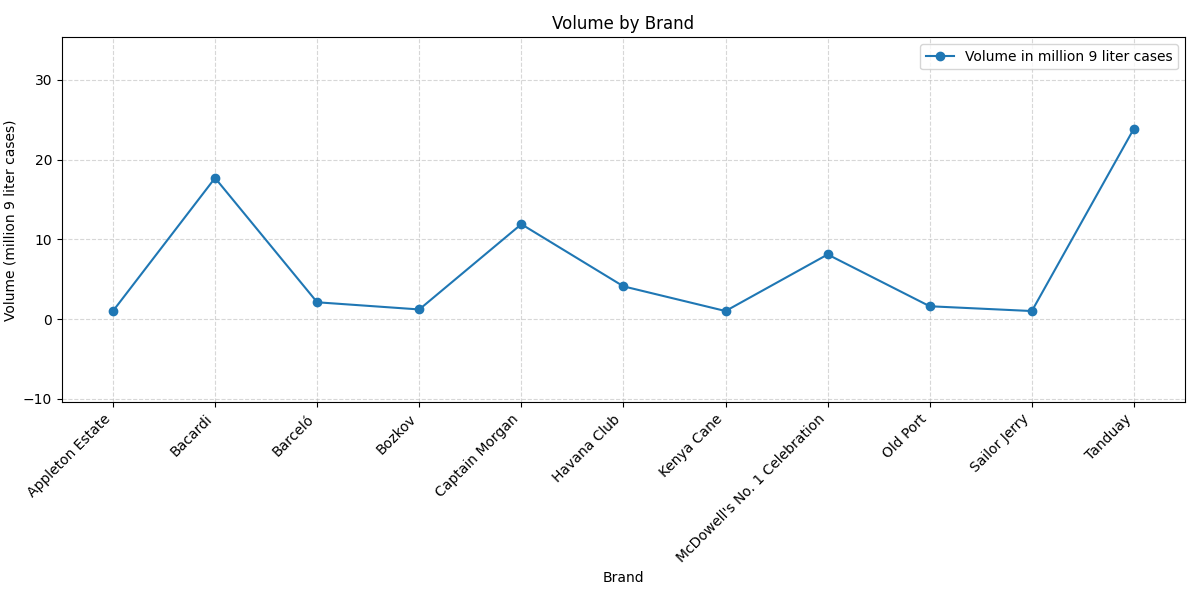 Volume by Brand
Volume in million 9 liter cases
Volume (million 9 liter cases)
30
20
10
0
−10
Appleton Estate
Bacardi
Barceló
Bozkov
Captain Morgan
Havana Club
Kenya Cane
McDowell's No. 1 Celebration
Old Port
Sailor Jerry
Tanduay
Brand